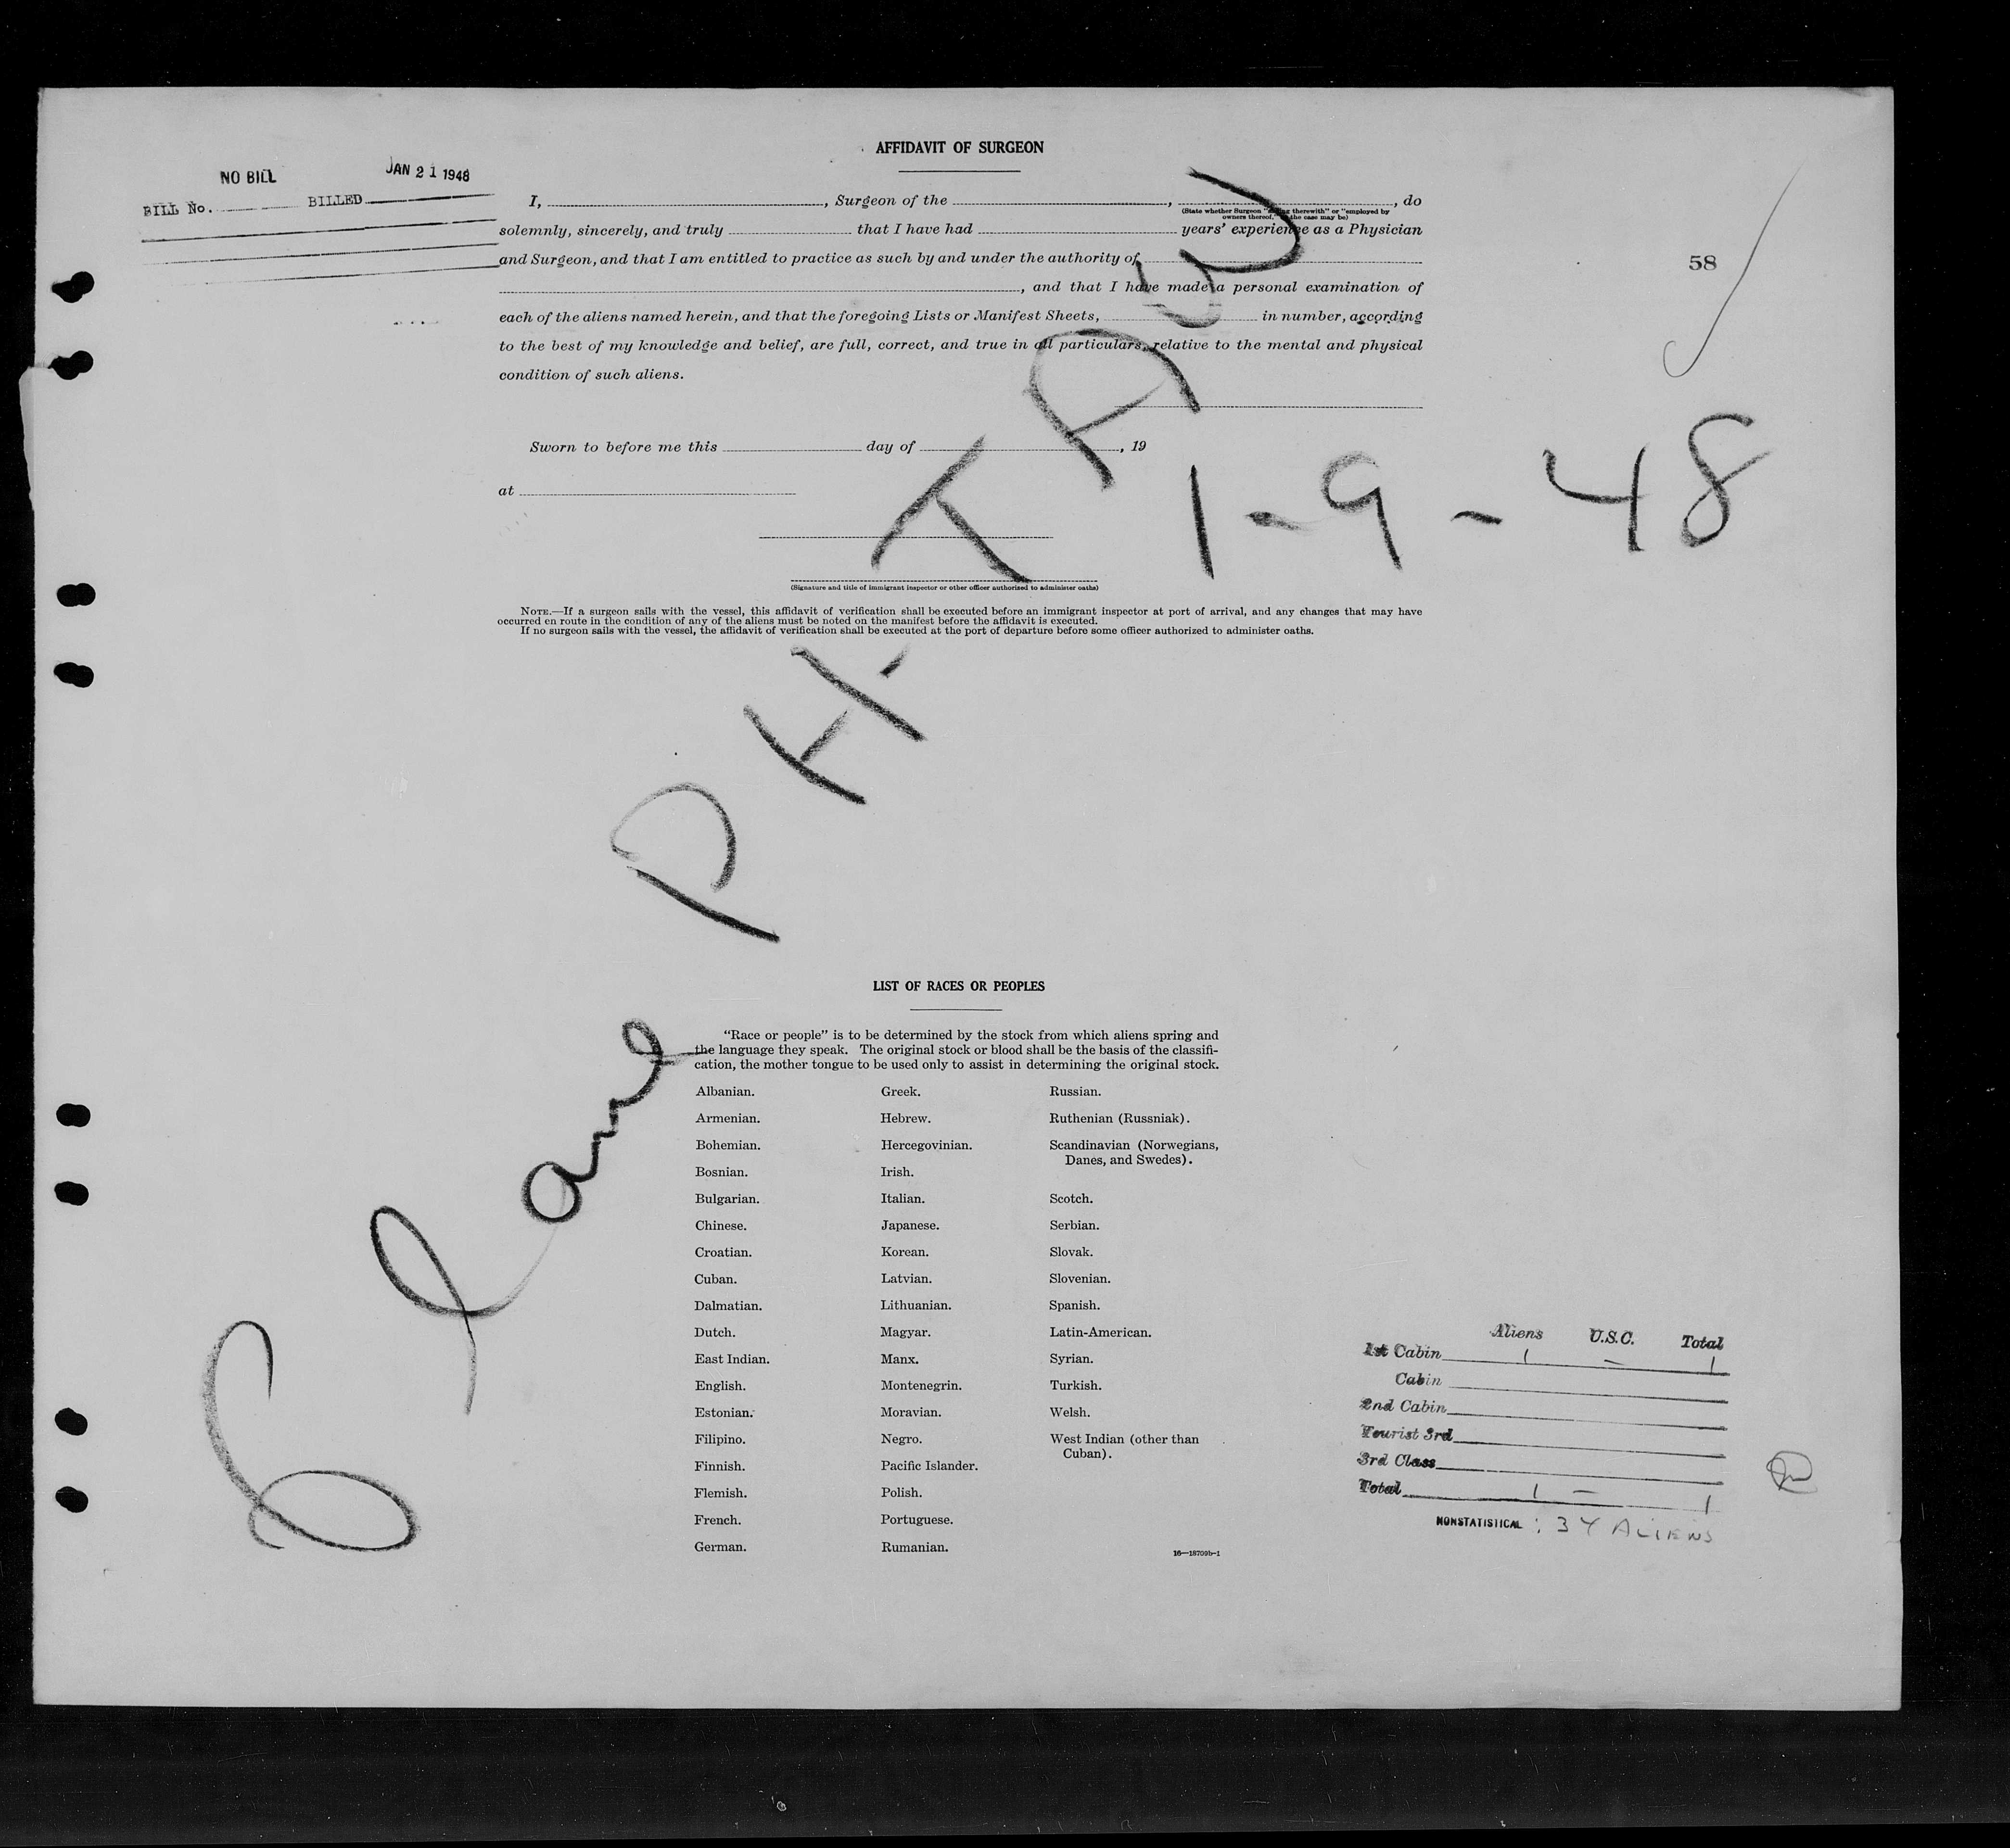 AFFIDAVIT OF SURGEON
NO BILL JAN 21 1948
BILL No. BILLED
I, , Surgeon of the , , do
(State whether Surgeon "sailing therewith" or "employed by
owners thereof," as the case may be)
solemnly, sincerely, and truly that I have had years' experience as a Physician
and Surgeon, and that I am entitled to practice as such by and under the authority of
58
, and that I have made a personal examination of
each of the aliens named herein, and that the foregoing Lists or Manifest Sheets, in number, according
to the best of my knowledge and belief, are full, correct, and true in all particulars, relative to the mental and physical
condition of such aliens.
Sworn to before me this day of , 19
at
1-9-48
(Signature and title of immigrant inspector or other officer authorized to administer oaths)
NOTE.—If a surgeon sails with the vessel, this affidavit of verification shall be executed before an immigrant inspector at port of arrival, and any changes that may have
occurred en route in the condition of any of the aliens must be noted on the manifest before the affidavit is executed.
If no surgeon sails with the vessel, the affidavit of verification shall be executed at the port of departure before some officer authorized to administer oaths.
LIST OF RACES OR PEOPLES
"Race or people" is to be determined by the stock from which aliens spring and
the language they speak. The original stock or blood shall be the basis of the classifi-
cation, the mother tongue to be used only to assist in determining the original stock.
Albanian.
Armenian.
Bohemian.
Bosnian.
Bulgarian.
Chinese.
Croatian.
Cuban.
Dalmatian.
Dutch.
East Indian.
English.
Estonian.
Filipino.
Finnish.
Flemish.
French.
German.
Greek.
Hebrew.
Hercegovinian.
Irish.
Italian.
Japanese.
Korean.
Latvian.
Lithuanian.
Magyar.
Manx.
Montenegrin.
Moravian.
Negro.
Pacific Islander.
Polish.
Portuguese.
Rumanian.
Russian.
Ruthenian (Russniak).
Scandinavian (Norwegians,
Danes, and Swedes).
Scotch.
Serbian.
Slovak.
Slovenian.
Spanish.
Latin-American.
Syrian.
Turkish.
Welsh.
West Indian (other than
Cuban).
16—18709b-1
Aliens U.S.C. Total
1st Cabin 1 — 1
Cabin
2nd Cabin
Tourist 3rd
3rd Class
Total 1 — 1
NONSTATISTICAL : 34 ALIENS